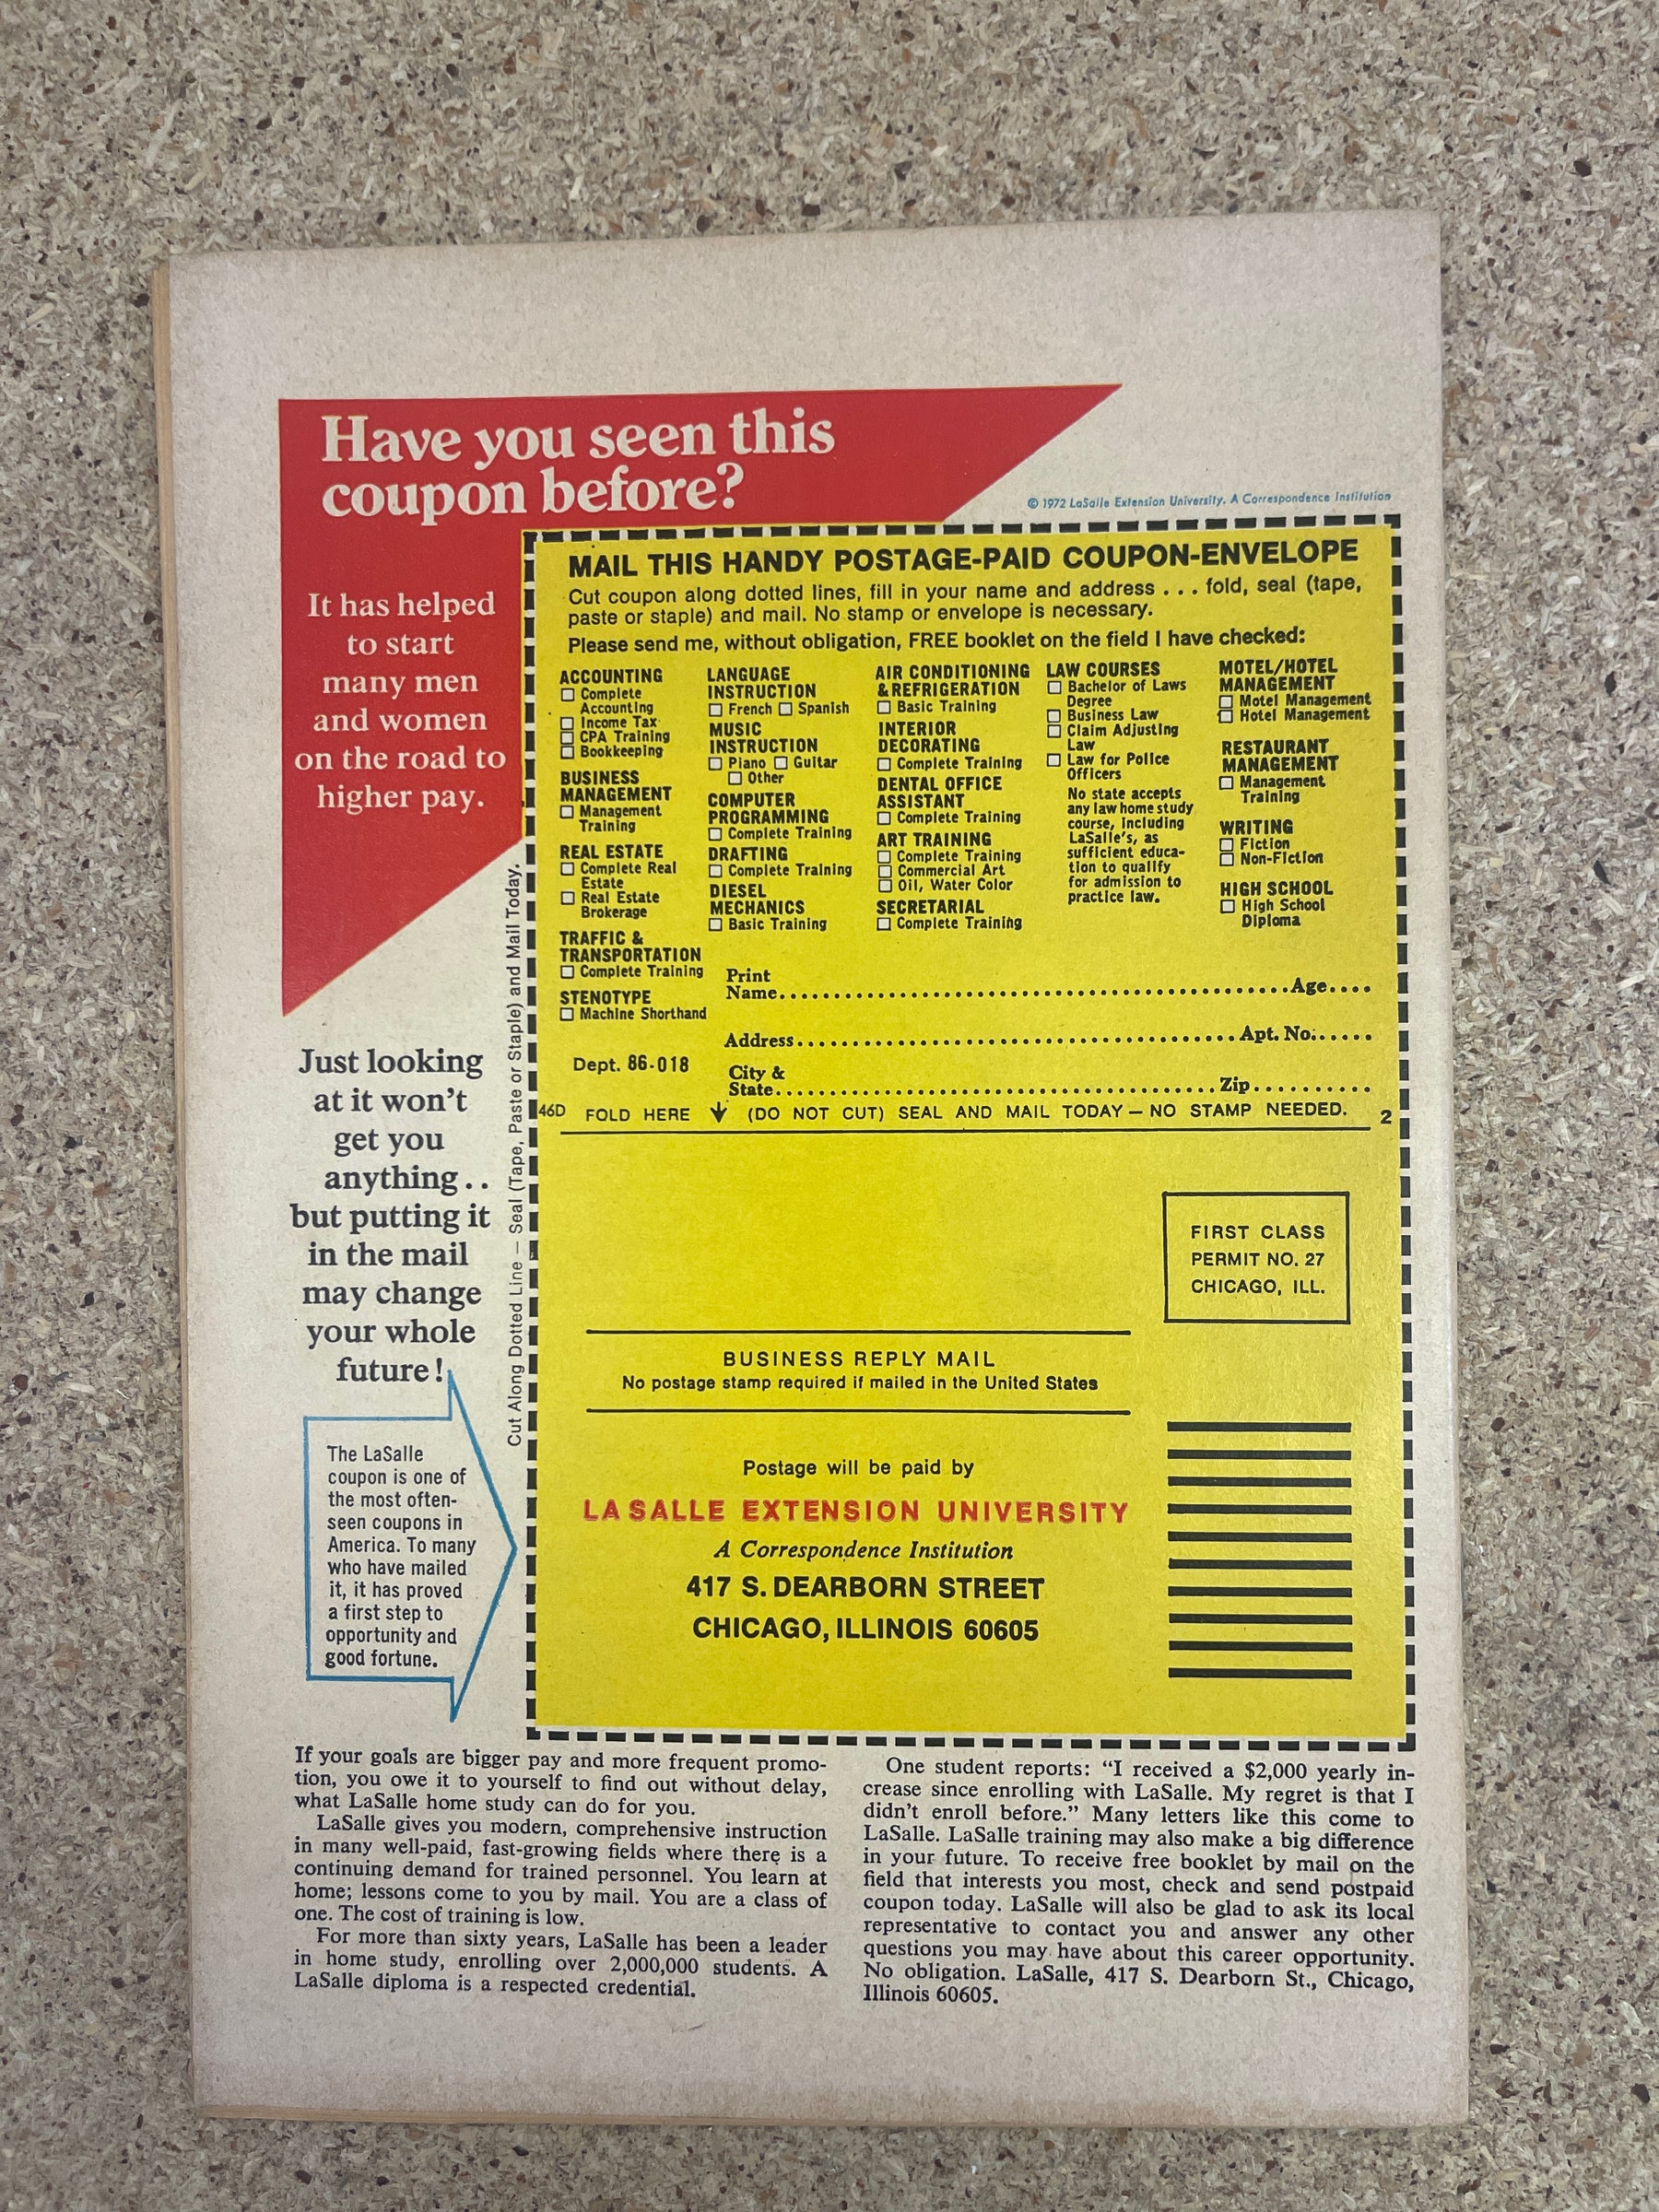 Have you seen this
coupon before?
© 1972 LaSalle Extension University. A Correspondence Institution
It has helped
to start
many men
and women
on the road to
higher pay.
Just looking
at it won't
get you
anything..
but putting it
in the mail
may change
your whole
future!
The LaSalle
coupon is one of
the most often-
seen coupons in
America. To many
who have mailed
it, it has proved
a first step to
opportunity and
good fortune.
Cut Along Dotted Line — Seal (Tape, Paste or Staple) and Mail Today.
MAIL THIS HANDY POSTAGE-PAID COUPON-ENVELOPE
Cut coupon along dotted lines, fill in your name and address . . . fold, seal (tape,
paste or staple) and mail. No stamp or envelope is necessary.
Please send me, without obligation, FREE booklet on the field I have checked:
ACCOUNTING
☐ Complete
Accounting
☐ Income Tax
☐ CPA Training
☐ Bookkeeping
BUSINESS
MANAGEMENT
☐ Management
Training
REAL ESTATE
☐ Complete Real
Estate
☐ Real Estate
Brokerage
TRAFFIC &
TRANSPORTATION
☐ Complete Training
STENOTYPE
☐ Machine Shorthand
LANGUAGE
INSTRUCTION
☐ French ☐ Spanish
MUSIC
INSTRUCTION
☐ Piano ☐ Guitar
☐ Other
COMPUTER
PROGRAMMING
☐ Complete Training
DRAFTING
☐ Complete Training
DIESEL
MECHANICS
☐ Basic Training
AIR CONDITIONING
& REFRIGERATION
☐ Basic Training
INTERIOR
DECORATING
☐ Complete Training
DENTAL OFFICE
ASSISTANT
☐ Complete Training
ART TRAINING
☐ Complete Training
☐ Commercial Art
☐ Oil, Water Color
SECRETARIAL
☐ Complete Training
LAW COURSES
☐ Bachelor of Laws
Degree
☐ Business Law
☐ Claim Adjusting
Law
☐ Law for Police
Officers
No state accepts
any law home study
course, including
LaSalle's, as
sufficient educa-
tion to qualify
for admission to
practice law.
MOTEL/HOTEL
MANAGEMENT
☐ Motel Management
☐ Hotel Management
RESTAURANT
MANAGEMENT
☐ Management
Training
WRITING
☐ Fiction
☐ Non-Fiction
HIGH SCHOOL
☐ High School
Diploma
Print
Name..........Age....
Address..........Apt. No......
Dept. 86-018
City &
State..........Zip..........
46D FOLD HERE ↓ (DO NOT CUT) SEAL AND MAIL TODAY — NO STAMP NEEDED. 2
FIRST CLASS
PERMIT NO. 27
CHICAGO, ILL.
BUSINESS REPLY MAIL
No postage stamp required if mailed in the United States
Postage will be paid by
LA SALLE EXTENSION UNIVERSITY
A Correspondence Institution
417 S. DEARBORN STREET
CHICAGO, ILLINOIS 60605
If your goals are bigger pay and more frequent promo-
tion, you owe it to yourself to find out without delay,
what LaSalle home study can do for you.
LaSalle gives you modern, comprehensive instruction
in many well-paid, fast-growing fields where there is a
continuing demand for trained personnel. You learn at
home; lessons come to you by mail. You are a class of
one. The cost of training is low.
For more than sixty years, LaSalle has been a leader
in home study, enrolling over 2,000,000 students. A
LaSalle diploma is a respected credential.
One student reports: "I received a $2,000 yearly in-
crease since enrolling with LaSalle. My regret is that I
didn't enroll before." Many letters like this come to
LaSalle. LaSalle training may also make a big difference
in your future. To receive free booklet by mail on the
field that interests you most, check and send postpaid
coupon today. LaSalle will also be glad to ask its local
representative to contact you and answer any other
questions you may have about this career opportunity.
No obligation. LaSalle, 417 S. Dearborn St., Chicago,
Illinois 60605.